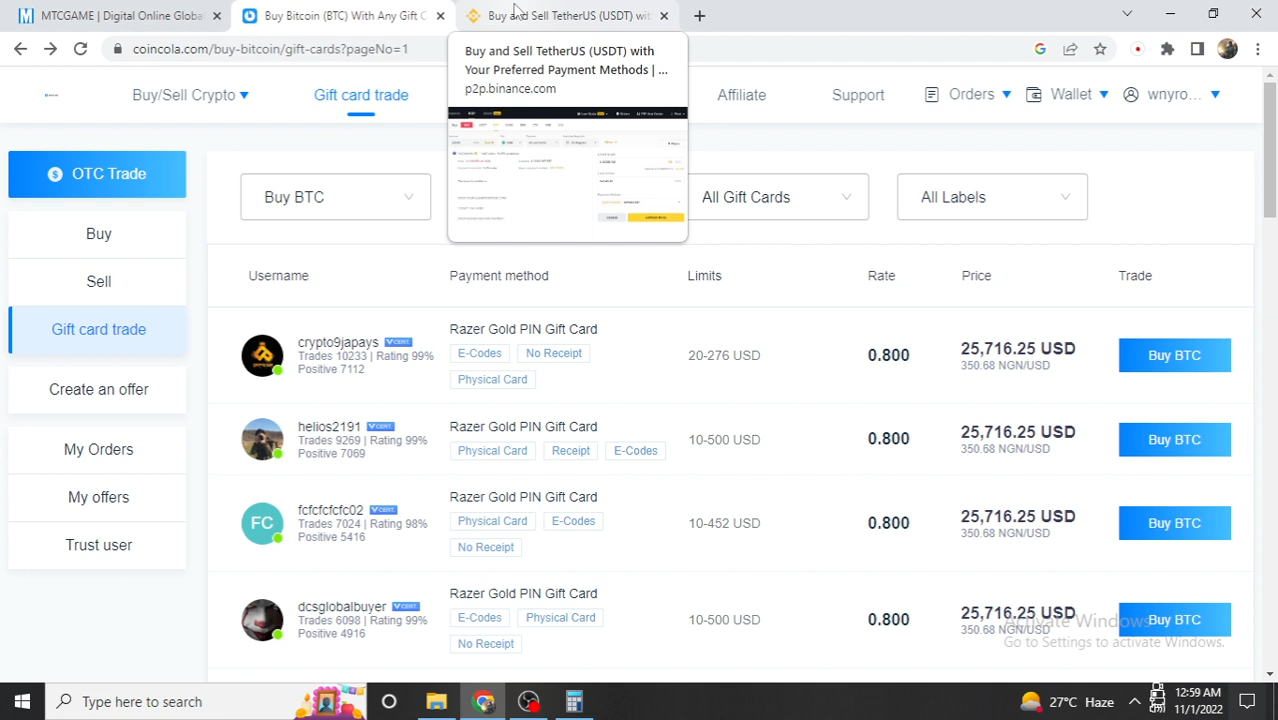 MTCGAME | Digital Online Globa
Buy Bitcoin (BTC) With Any Gift C
Buy and Sell TetherUS (USDT) wit
coincola.com/buy-bitcoin/gift-cards?pageNo=1
Buy and Sell TetherUS (USDT) with
Your Preferred Payment Methods | ...
p2p.binance.com
Buy/Sell Crypto
Gift card trade
Affiliate
Support
Orders
Wallet
wnyro...
OTC Trade
Buy
Sell
Gift card trade
Create an offer
My Orders
My offers
Trust user
Buy BTC
All Gift Cards
All Labels
Username
Payment method
Limits
Rate
Price
Trade
crypto9japays V CERT.
Trades 10233 | Rating 99%
Positive 7112
Razer Gold PIN Gift Card
E-Codes
No Receipt
Physical Card
20-276 USD
0.800
25,716.25 USD
350.68 NGN/USD
Buy BTC
helios2191 V CERT.
Trades 9269 | Rating 99%
Positive 7069
Razer Gold PIN Gift Card
Physical Card
Receipt
E-Codes
10-500 USD
0.800
25,716.25 USD
350.68 NGN/USD
Buy BTC
FC
fcfcfcfcfc02 V CERT.
Trades 7024 | Rating 98%
Positive 5416
Razer Gold PIN Gift Card
Physical Card
E-Codes
No Receipt
10-452 USD
0.800
25,716.25 USD
350.68 NGN/USD
Buy BTC
dcsglobalbuyer V CERT.
Trades 6098 | Rating 99%
Positive 4916
Razer Gold PIN Gift Card
E-Codes
Physical Card
No Receipt
10-500 USD
0.800
25,716.25 USD
350.68 NGN/USD
Buy BTC
Activate Windows
Go to Settings to activate Windows.
Type here to search
27°C Haze
12:59 AM
11/1/2022